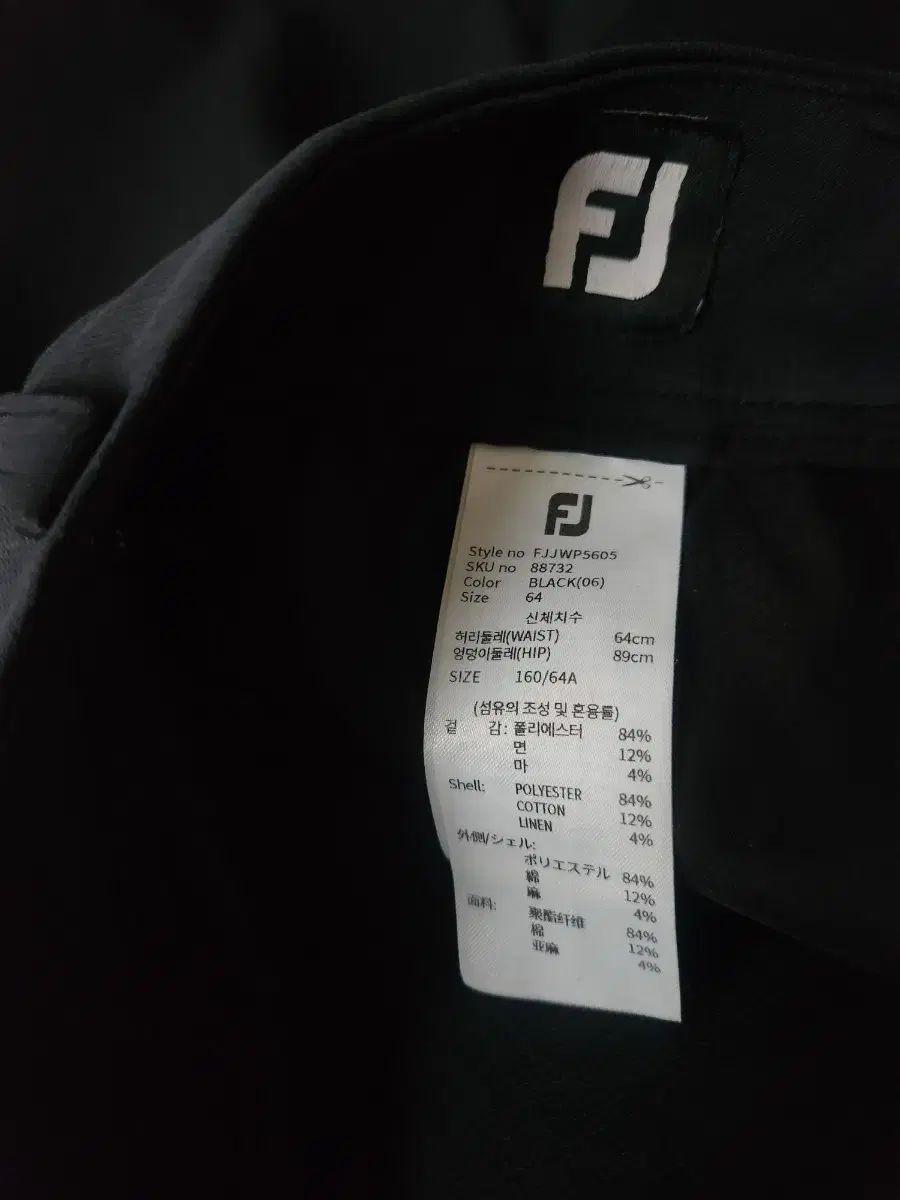 FJ
FJ
Style no FJJWP5605
SKU no 88732
Color BLACK(06)
Size 64
신체치수
허리둘레(WAIST) 64cm
엉덩이둘레(HIP) 89cm
SIZE 160/64A
(섬유의 조성 및 혼용률)
겉 감: 폴리에스터 84%
면 12%
마 4%
Shell: POLYESTER 84%
COTTON 12%
LINEN 4%
外側/シェル:
ポリエステル 84%
綿 12%
麻 4%
面料: 聚酯纤维 84%
棉 12%
亚麻 4%